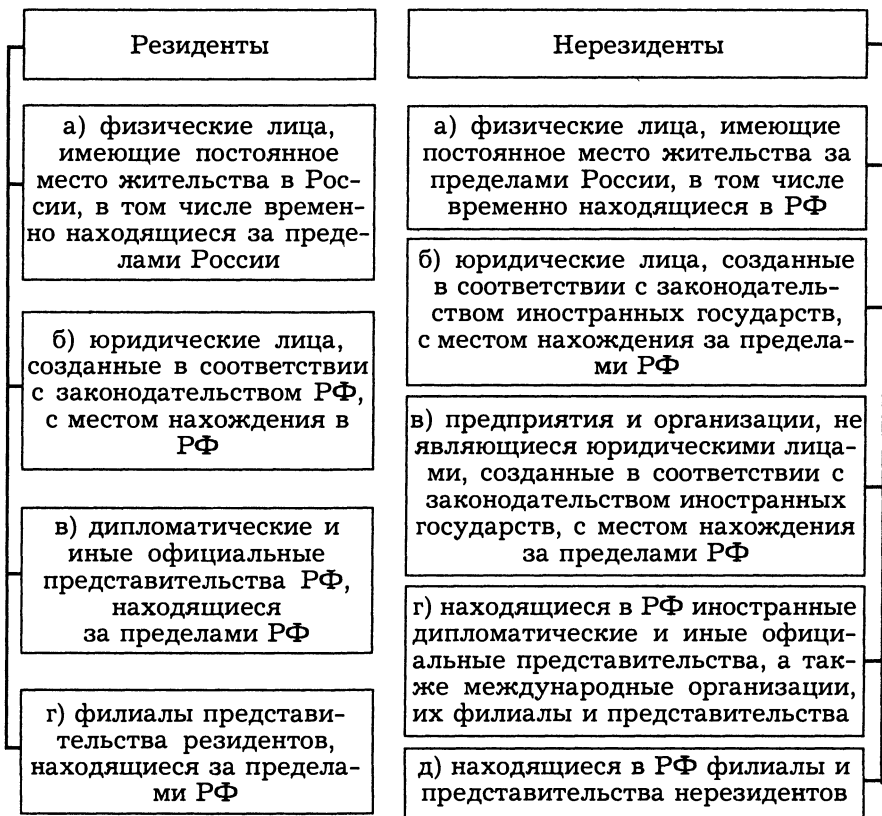 Резиденты
а) физические лица,
имеющие постоянное
место жительства в Рос-
сии, в том числе времен-
но находящиеся за преде-
лами России
б) юридические лица,
созданные в соответствии
с законодательством РФ,
с местом нахождения в
РФ
в) дипломатические и
иные официальные
представительства РФ,
находящиеся
за пределами РФ
г) филиалы представи-
тельства резидентов,
находящиеся за предела-
ми РФ
Нерезиденты
а) физические лица, имеющие
постоянное место жительства за
пределами России, в том числе
временно находящиеся в РФ
б) юридические лица, созданные
в соответствии с законодатель-
ством иностранных государств,
с местом нахождения за предела-
ми РФ
в) предприятия и организации, не
являющиеся юридическими лица-
ми, созданные в соответствии с
законодательством иностранных
государств, с местом нахождения
за пределами РФ
г) находящиеся в РФ иностранные
дипломатические и иные офици-
альные представительства, а так-
же международные организации,
их филиалы и представительства
д) находящиеся в РФ филиалы и
представительства нерезидентов